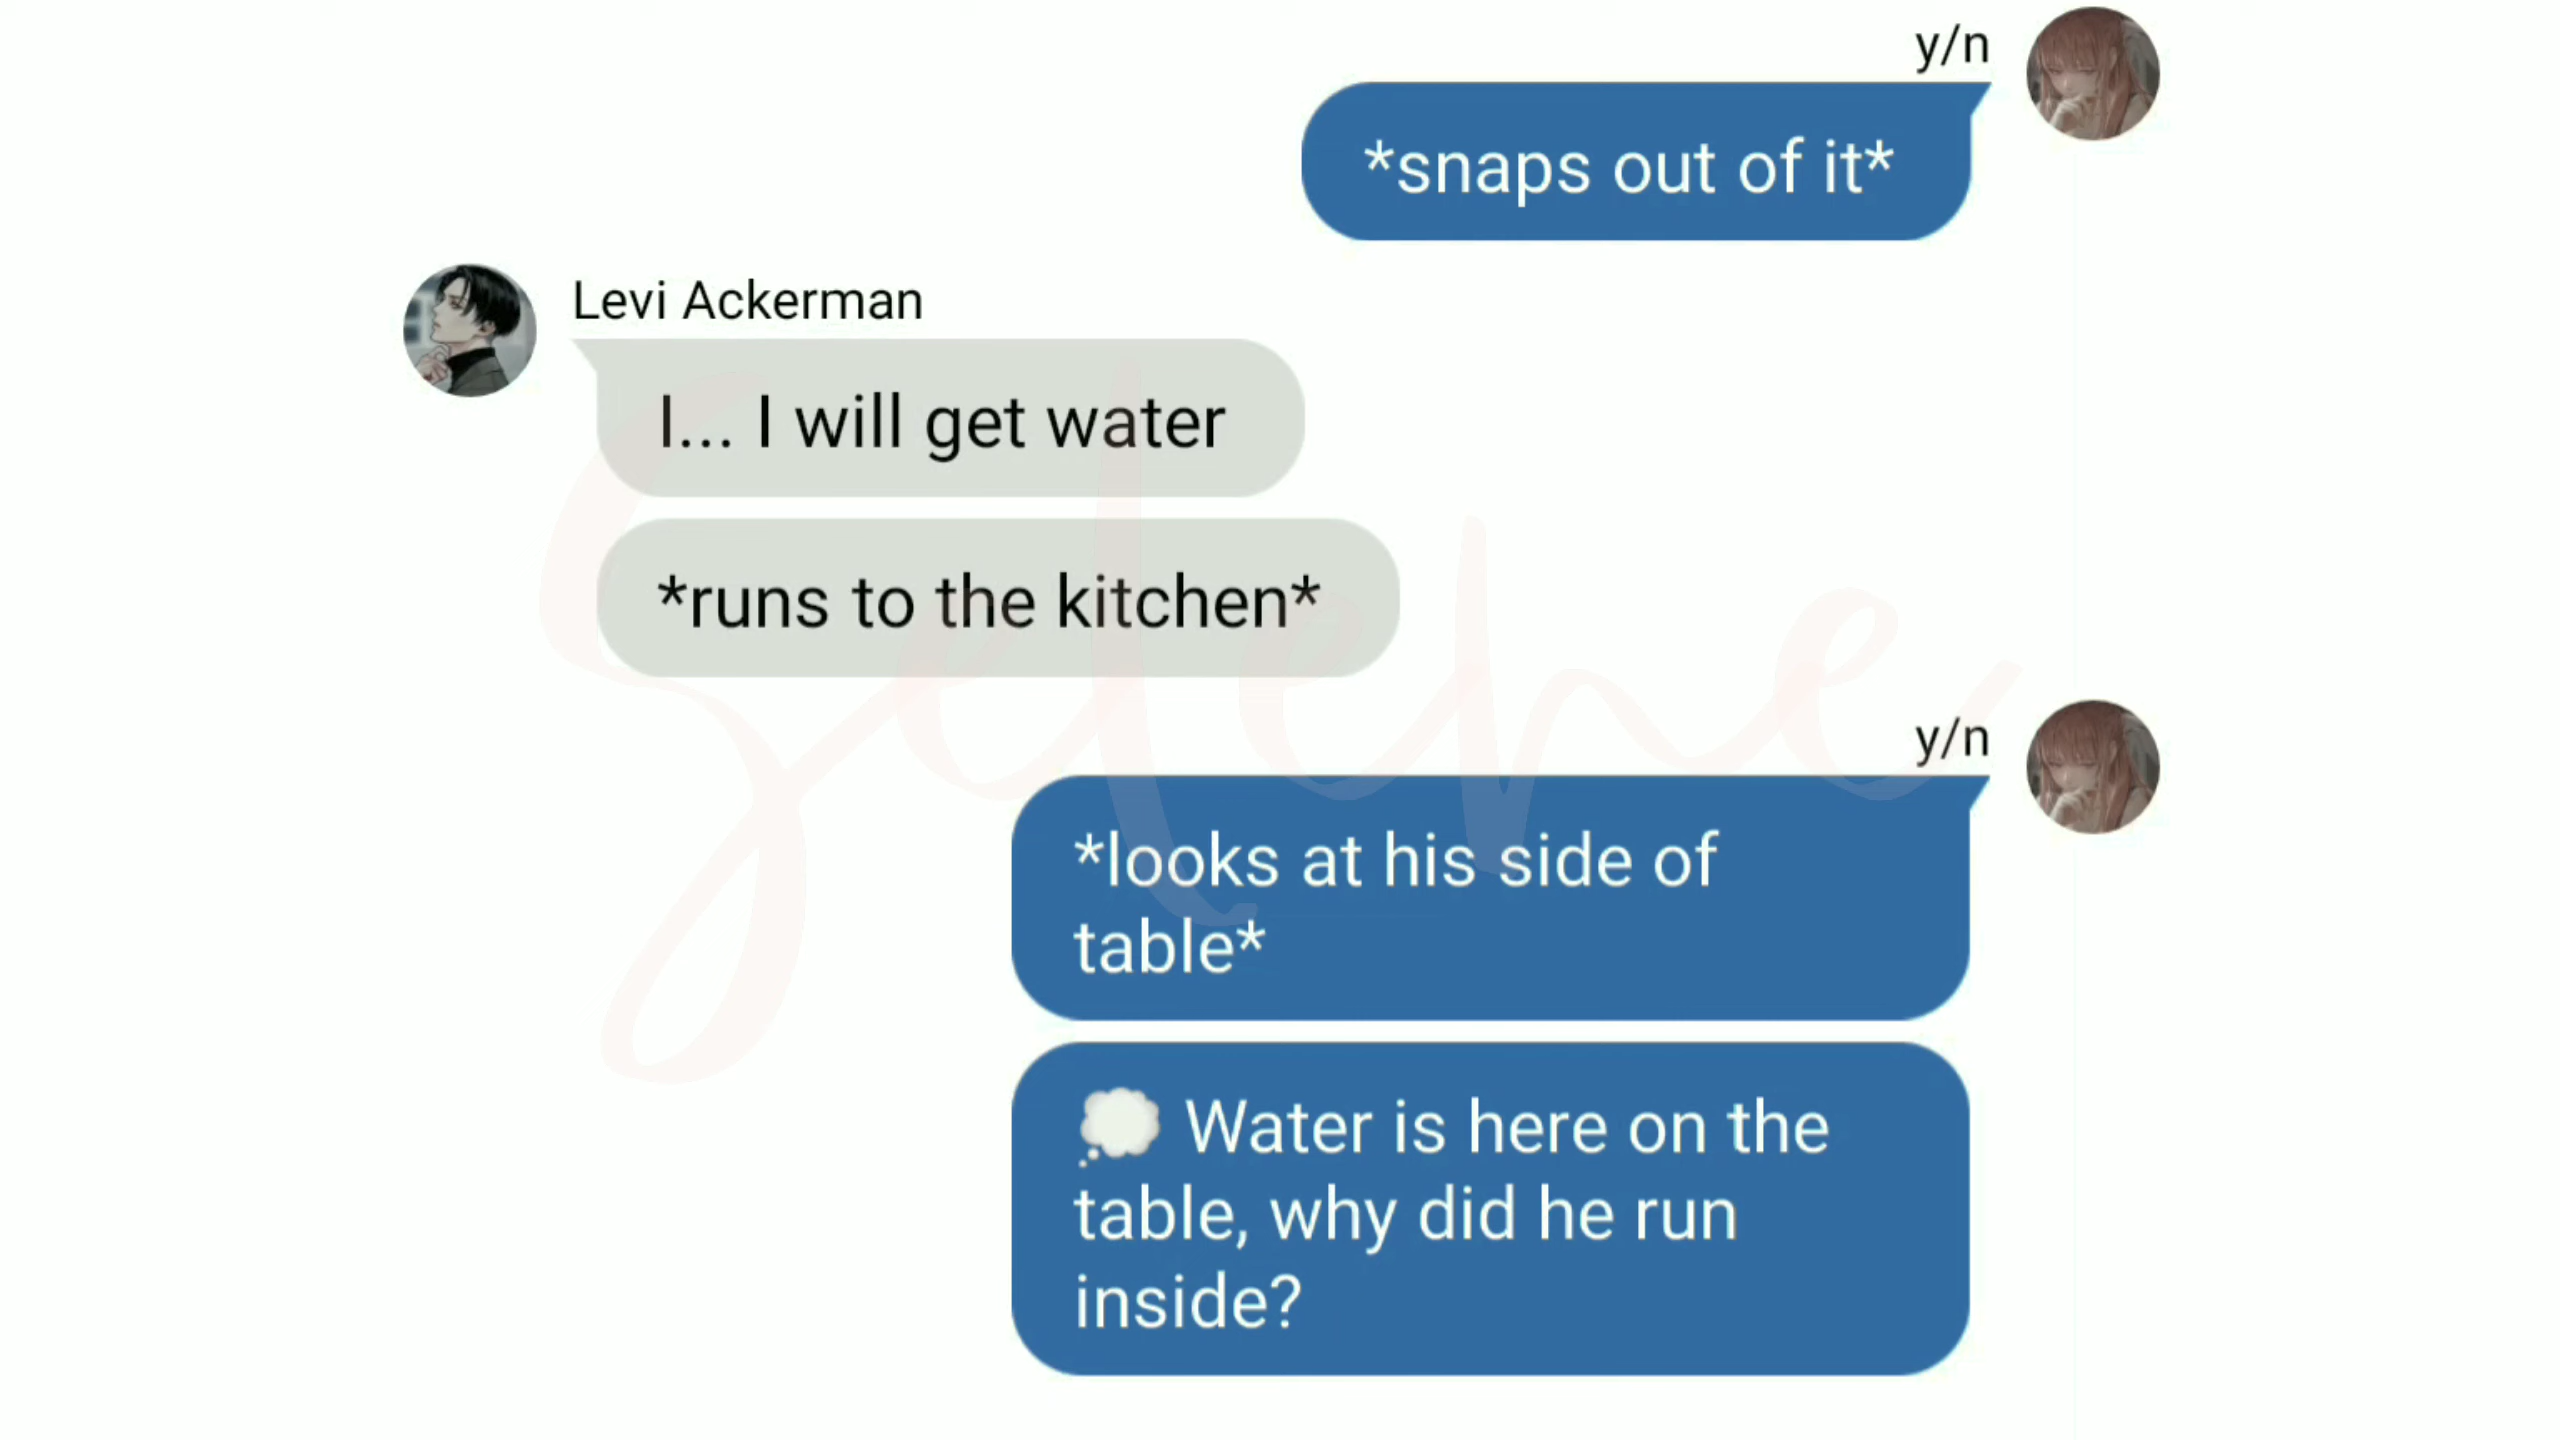 y/n
*snaps out of it*
Levi Ackerman
I... I will get water
*runs to the kitchen*
y/n
*looks at his side of
table*
💭 Water is here on the
table, why did he run
inside?
Selene